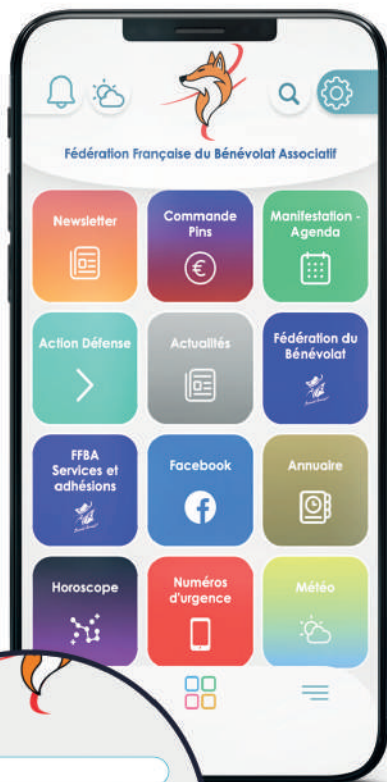 Fédération Française du Bénévolat Associatif
Newsletter
Commande
Pins
€
Manifestation -
Agenda
Action Défense
Actualités
Fédération du
Bénévolat
FFBA
Services et
adhésions
Facebook
Annuaire
Horoscope
Numéros
d'urgence
Météo